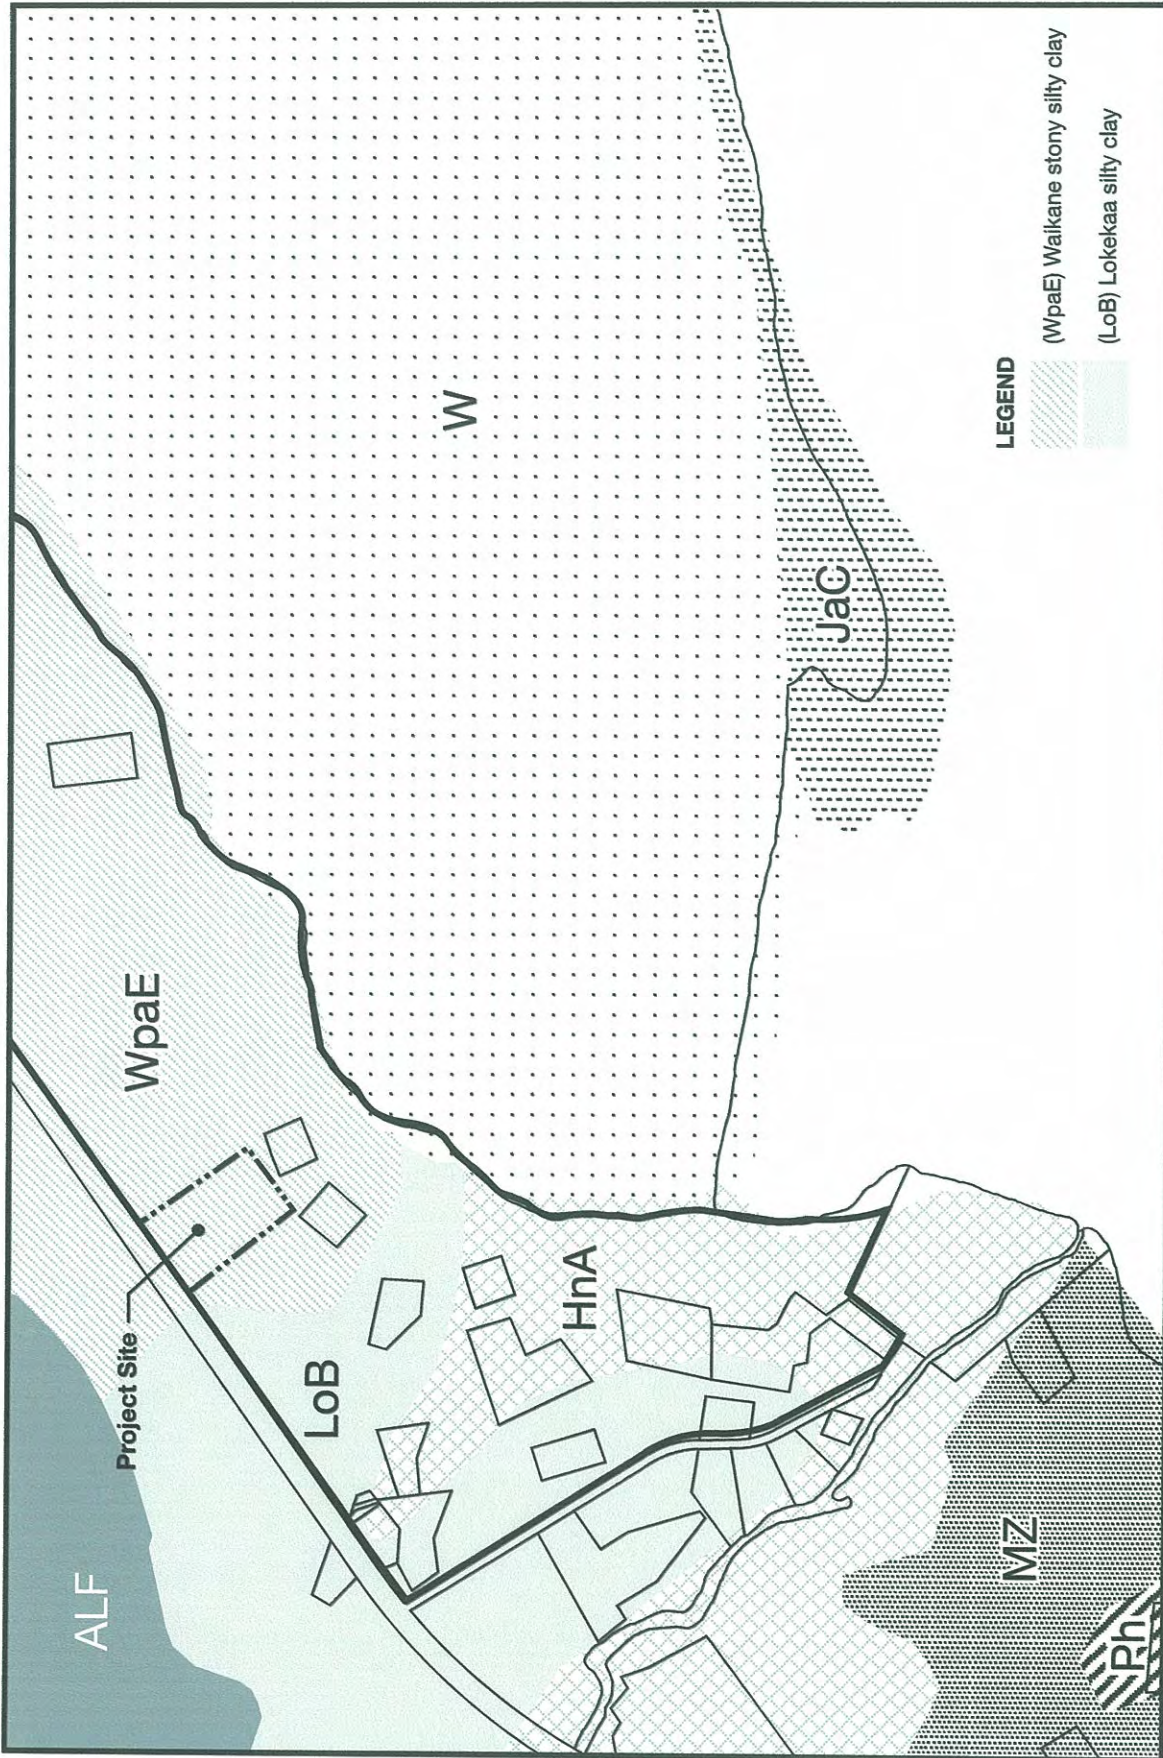 ALF
Project Site
WpaE
LoB
HnA
W
JaC
MZ
Ph
LEGEND
(WpaE) Waikane stony silty clay
(LoB) Lokekaa silty clay